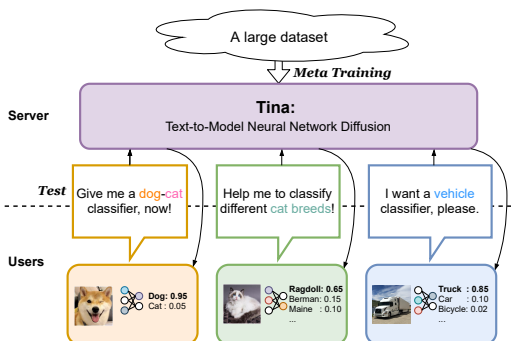 A large dataset
Meta Training
Server
Tina:
Text-to-Model Neural Network Diffusion
Test
Give me a dog-cat
classifier, now!
Help me to classify
different cat breeds!
I want a vehicle
classifier, please.
Users
Dog: 0.95
Cat : 0.05
Ragdoll: 0.65
Berman: 0.15
Maine : 0.10
...
Truck : 0.85
Car : 0.10
Bicycle: 0.02
...